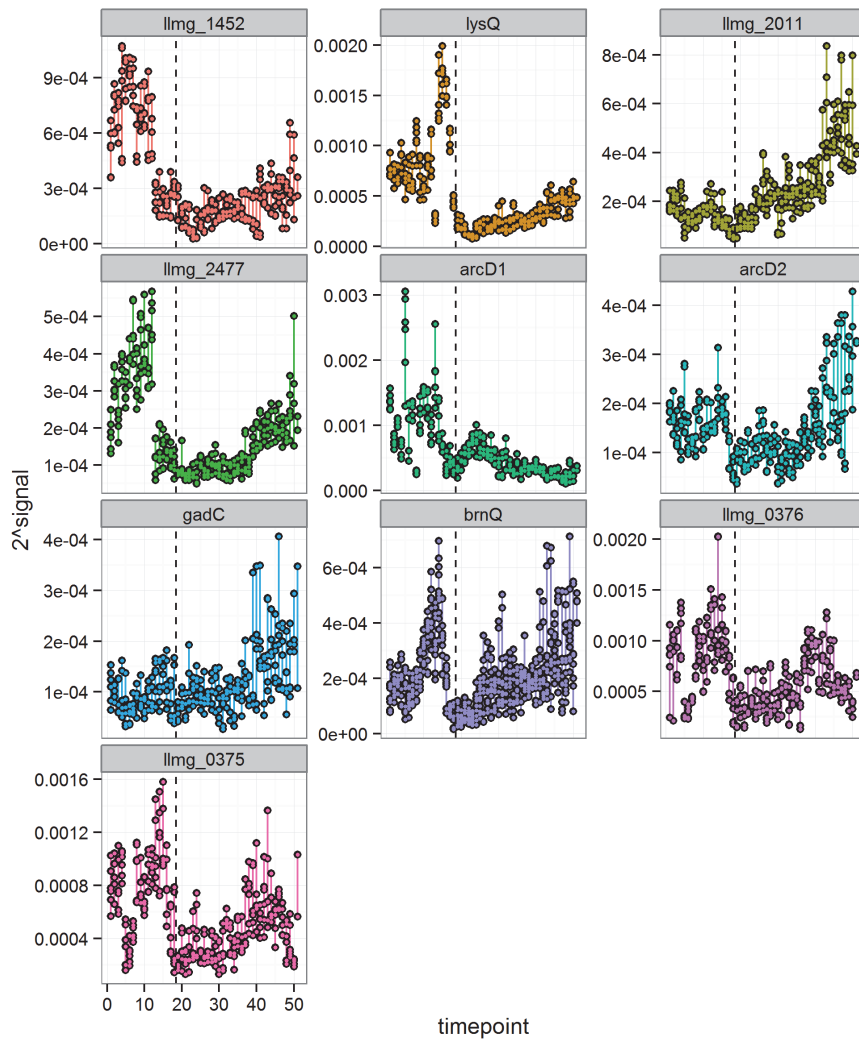 llmg_1452 lysQ llmg_2011
9e-04 0.0020 8e-04
6e-04 0.0015 6e-04
3e-04 0.0010 4e-04
0e+00 0.0005 2e-04
0.0000
llmg_2477 arcD1 arcD2
5e-04 0.003 4e-04
4e-04 0.002 3e-04
3e-04 0.001 2e-04
2e-04 0.000 1e-04
1e-04
2^signal
gadC brnQ llmg_0376
4e-04 6e-04 0.0020
3e-04 4e-04 0.0015
2e-04 2e-04 0.0010
1e-04 0e+00 0.0005
llmg_0375
0.0016
0.0012
0.0008
0.0004
0 10 20 30 40 50
timepoint